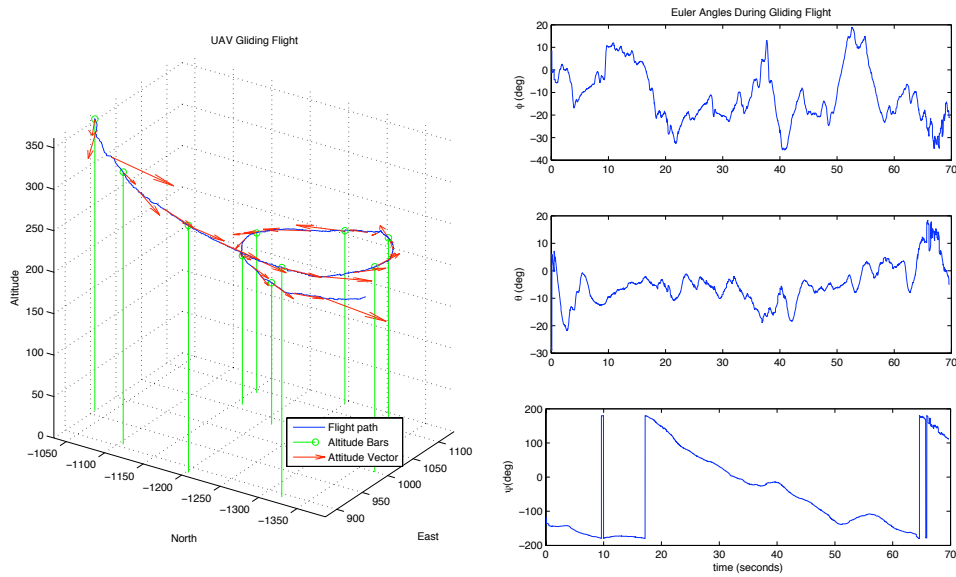 UAV Gliding Flight
350
300
250
200
150
100
50
0
Altitude
−1050
−1100
−1150
−1200
−1250
−1300
−1350
North
900
950
1000
1050
1100
East
Flight path
Altitude Bars
Attitude Vector
Euler Angles During Gliding Flight
20
10
0
−10
−20
−30
−40
ϕ (deg)
0 10 20 30 40 50 60 70
20
10
0
−10
−20
−30
θ (deg)
0 10 20 30 40 50 60 70
200
100
0
−100
−200
ψ(deg)
0 10 20 30 40 50 60 70
time (seconds)